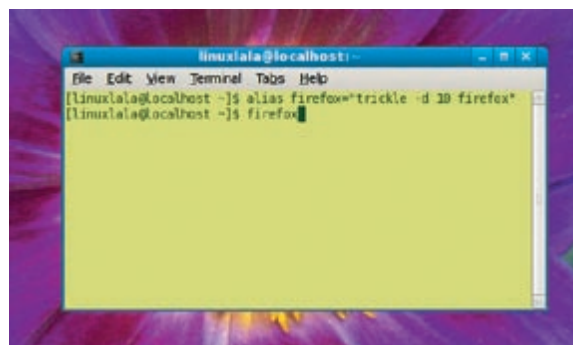 linuxlala@localhost:~
File Edit View Terminal Tabs Help
[linuxlala@localhost ~]$ alias firefox="trickle -d 10 firefox"
[linuxlala@localhost ~]$ firefox